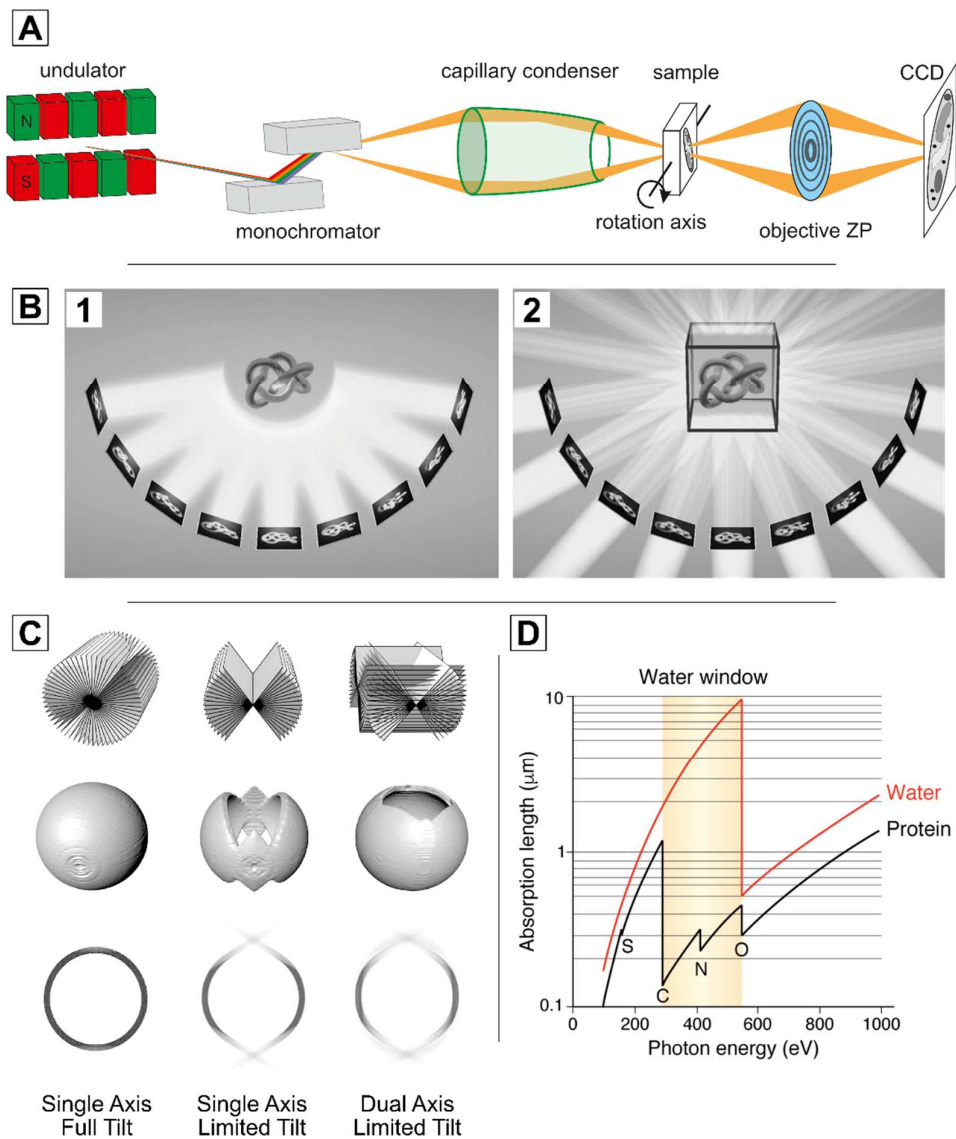 A
undulator
N
S
monochromator
capillary condenser
sample
rotation axis
objective ZP
CCD
B
1
2
C
Single Axis
Full Tilt
Single Axis
Limited Tilt
Dual Axis
Limited Tilt
D
Water window
Absorption length (μm)
10
1
0.1
Water
Protein
S
C
N
O
0
200
400
600
800
1000
Photon energy (eV)